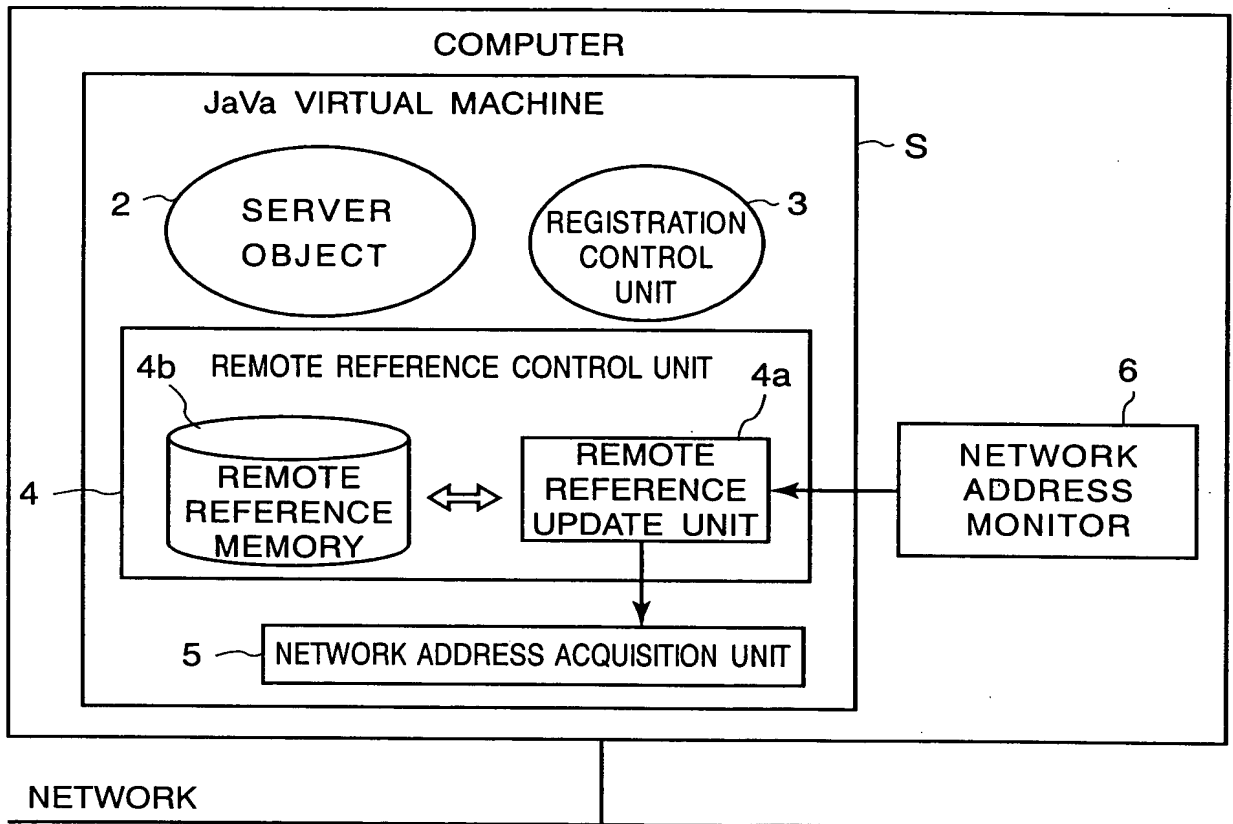 COMPUTER
JaVa VIRTUAL MACHINE
S
2
SERVER
OBJECT
3
REGISTRATION
CONTROL
UNIT
4b
REMOTE REFERENCE CONTROL UNIT
4a
6
4
REMOTE
REFERENCE
MEMORY
REMOTE
REFERENCE
UPDATE UNIT
NETWORK
ADDRESS
MONITOR
5
NETWORK ADDRESS ACQUISITION UNIT
NETWORK